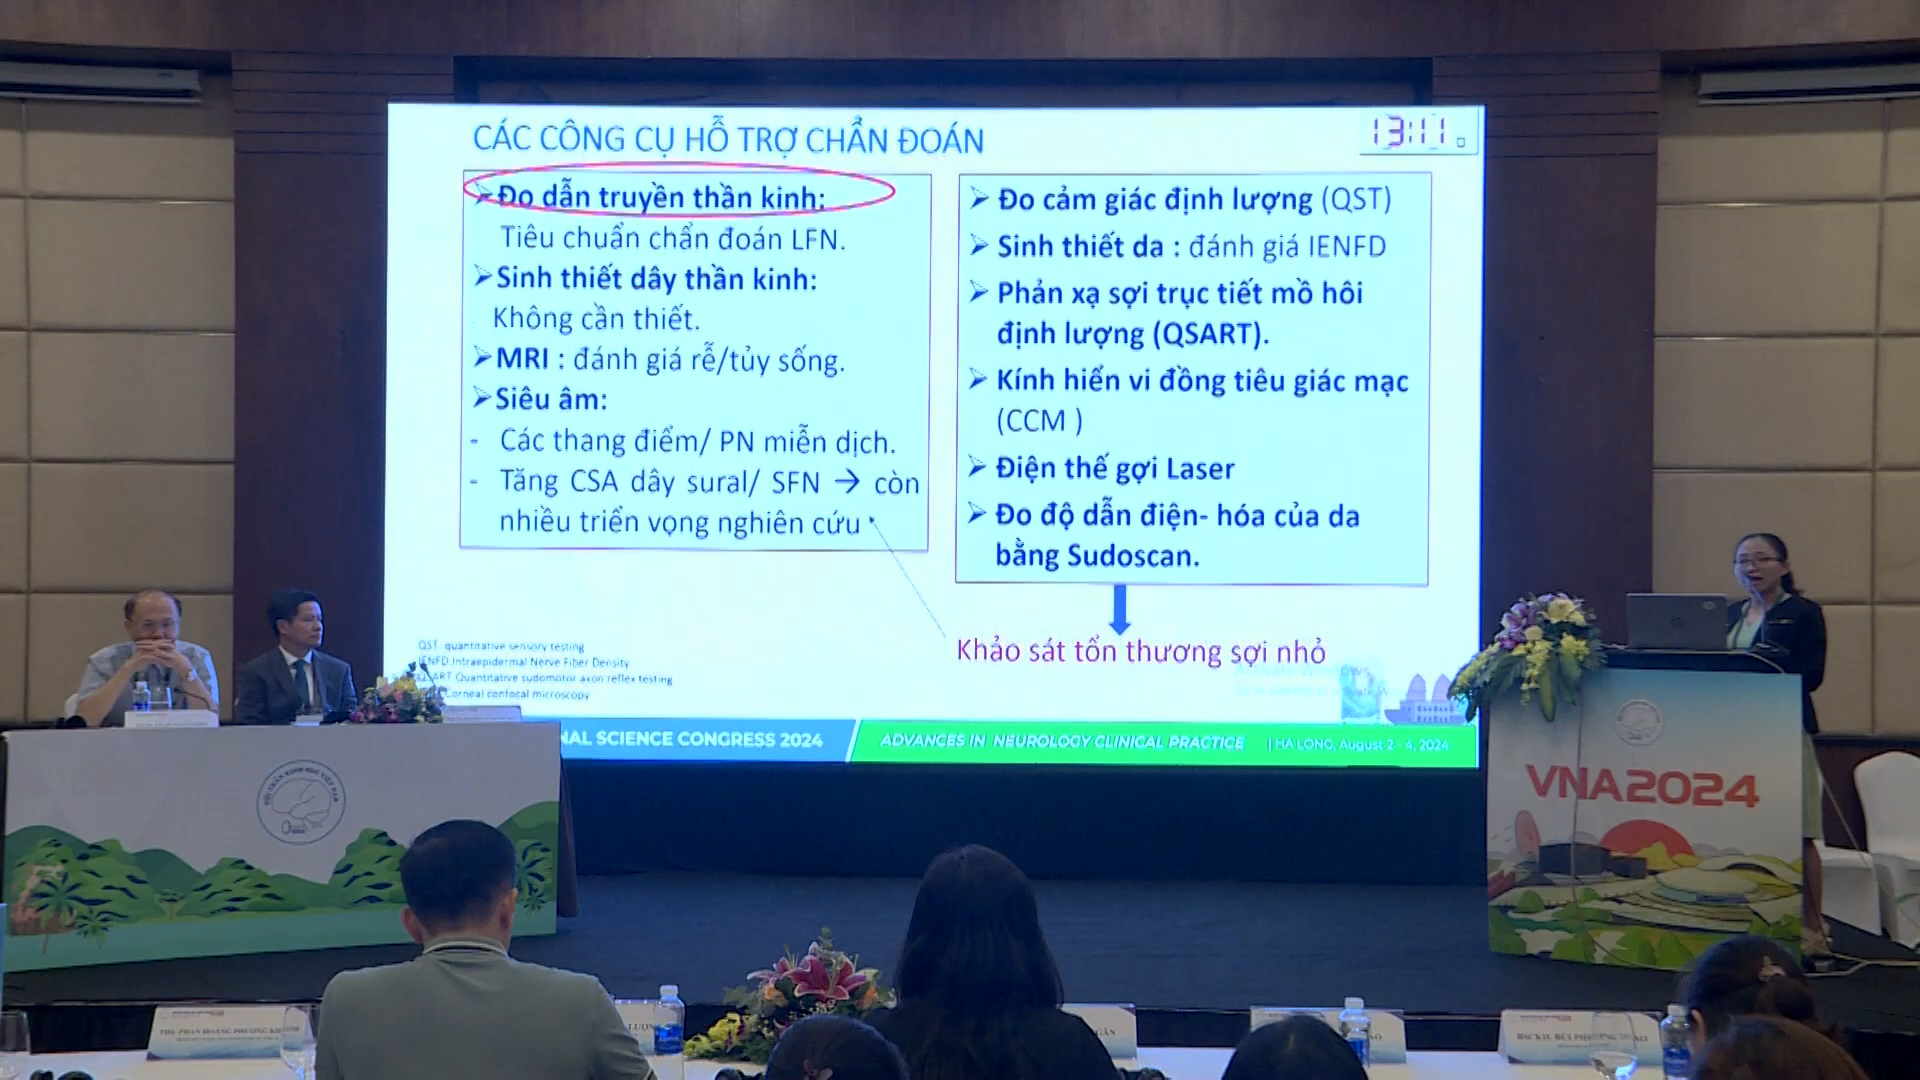 CÁC CÔNG CỤ HỖ TRỢ CHẨN ĐOÁN
13:11
➢Đo dẫn truyền thần kinh:
Tiêu chuẩn chẩn đoán LFN.
➢Sinh thiết dây thần kinh:
Không cần thiết.
➢MRI : đánh giá rễ/tủy sống.
➢Siêu âm:
- Các thang điểm/ PN miễn dịch.
- Tăng CSA dây sural/ SFN → còn
nhiều triển vọng nghiên cứu
➢ Đo cảm giác định lượng (QST)
➢ Sinh thiết da : đánh giá IENFD
➢ Phản xạ sợi trục tiết mồ hôi
định lượng (QSART).
➢ Kính hiển vi đồng tiêu giác mạc
(CCM )
➢ Điện thế gợi Laser
➢ Đo độ dẫn điện- hóa của da
bằng Sudoscan.
Khảo sát tổn thương sợi nhỏ
QST quantitative sensory testing
IENFD Intraepidermal Nerve Fiber Density
ART Quantitative sudomotor axon reflex testing
Corneal confocal microscopy
NAL SCIENCE CONGRESS 2024
ADVANCES IN NEUROLOGY CLINICAL PRACTICE | HA LONG, August 2 - 4, 2024
VNA2024